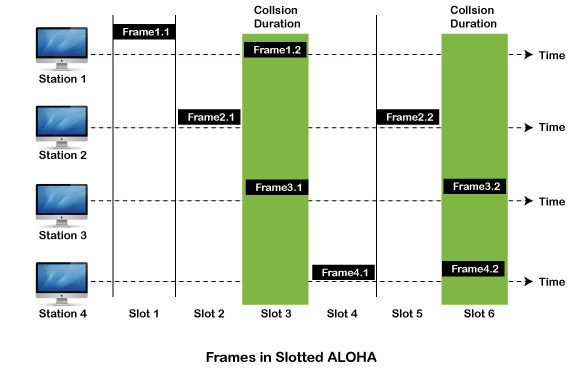 Collsion
Duration
Collision
Duration
Frame1.1
Frame1.2
Time
Station 1
Frame2.1
Frame2.2
Time
Station 2
Frame3.1
Frame3.2
Time
Station 3
Frame4.1
Frame4.2
Time
Station 4
Slot 1
Slot 2
Slot 3
Slot 4
Slot 5
Slot 6
Frames in Slotted ALOHA